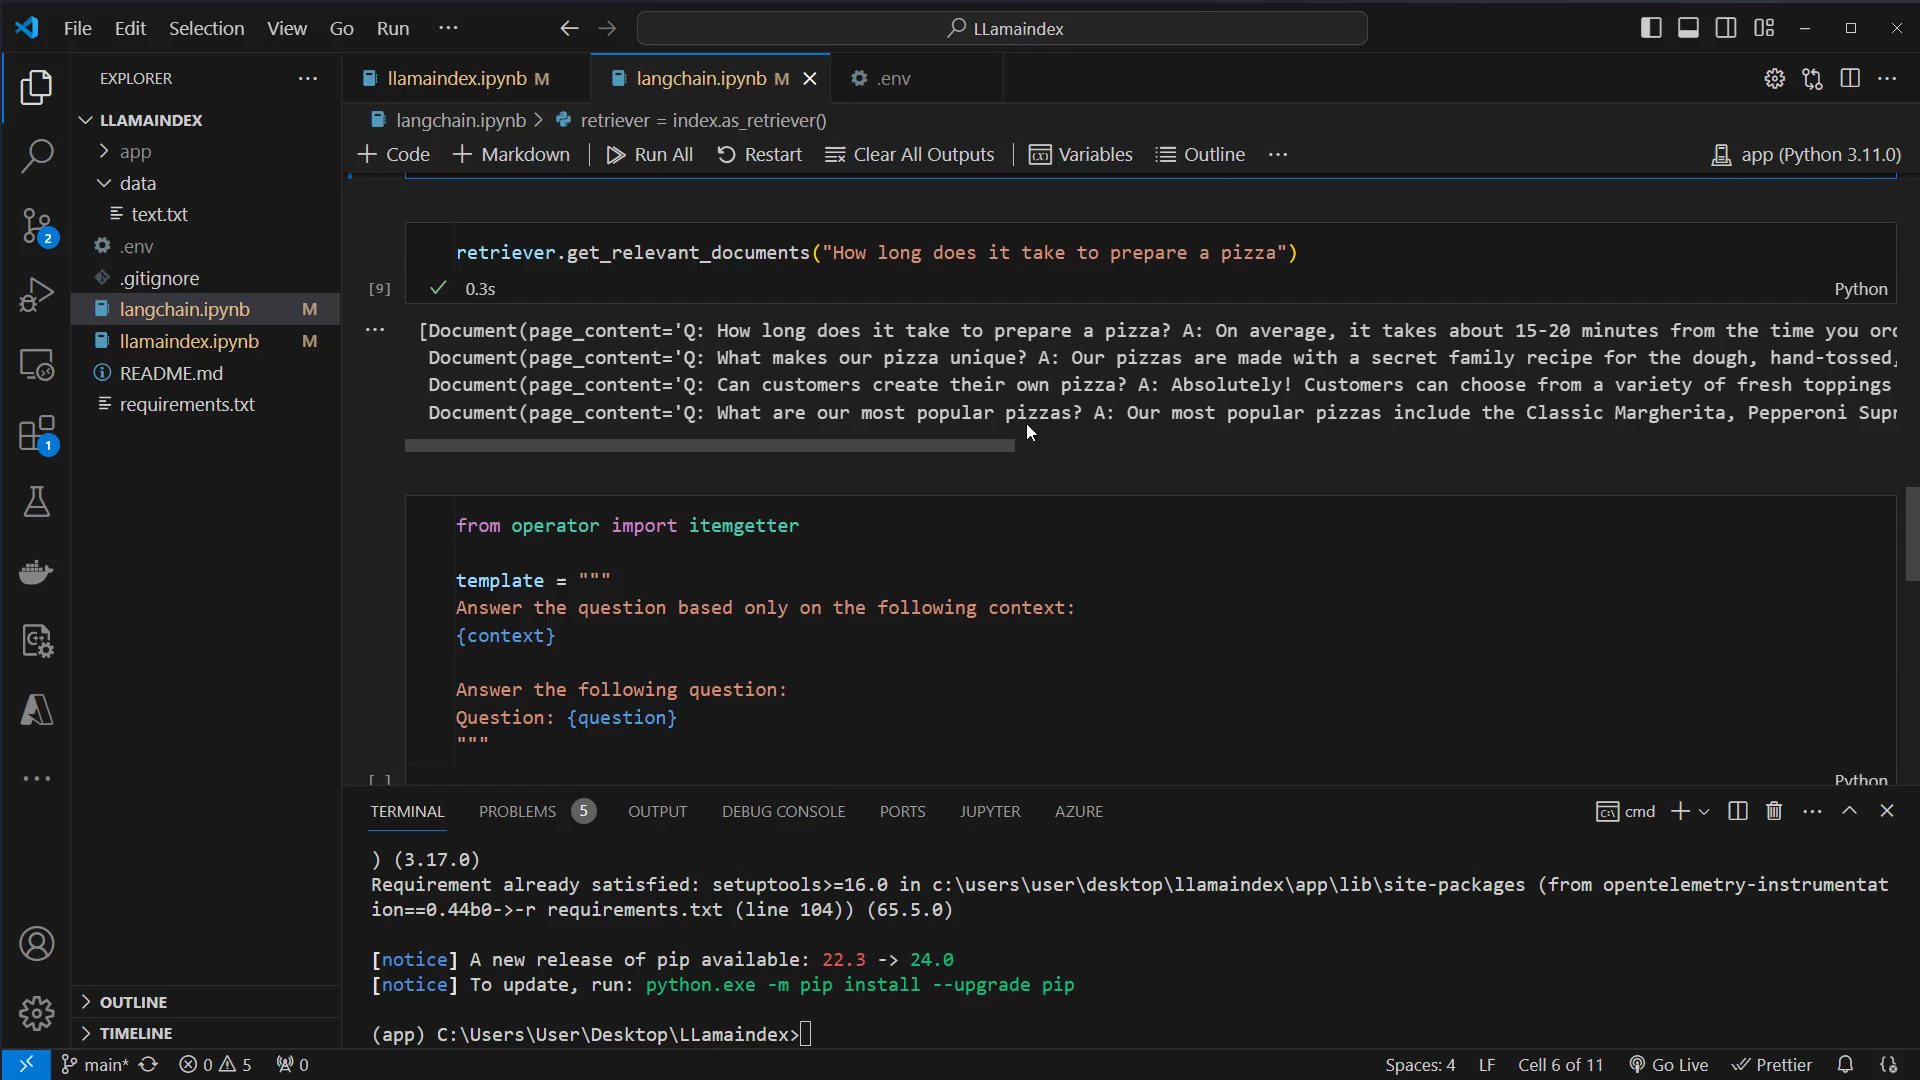 File Edit Selection View Go Run ··· LLamaindex
EXPLORER ···
llamaindex.ipynb M langchain.ipynb M .env
LLAMAINDEX
langchain.ipynb > retriever = index.as_retriever()
app
+ Code + Markdown Run All Restart Clear All Outputs Variables Outline ··· app (Python 3.11.0)
data
text.txt
.env
.gitignore
langchain.ipynb M
llamaindex.ipynb M
README.md
requirements.txt
2
1
retriever.get_relevant_documents("How long does it take to prepare a pizza")
[9] 0.3s Python
[Document(page_content='Q: How long does it take to prepare a pizza? A: On average, it takes about 15-20 minutes from the time you orc
Document(page_content='Q: What makes our pizza unique? A: Our pizzas are made with a secret family recipe for the dough, hand-tossed,
Document(page_content='Q: Can customers create their own pizza? A: Absolutely! Customers can choose from a variety of fresh toppings
Document(page_content='Q: What are our most popular pizzas? A: Our most popular pizzas include the Classic Margherita, Pepperoni Supr
from operator import itemgetter
template = """
Answer the question based only on the following context:
{context}
Answer the following question:
Question: {question}
"""
[ ] Python
TERMINAL PROBLEMS 5 OUTPUT DEBUG CONSOLE PORTS JUPYTER AZURE cmd
) (3.17.0)
Requirement already satisfied: setuptools>=16.0 in c:\users\user\desktop\llamaindex\app\lib\site-packages (from opentelemetry-instrumentat
ion==0.44b0->-r requirements.txt (line 104)) (65.5.0)
[notice] A new release of pip available: 22.3 -> 24.0
[notice] To update, run: python.exe -m pip install --upgrade pip
(app) C:\Users\User\Desktop\LLamaindex>
OUTLINE
TIMELINE
main* 0 5 0 Spaces: 4 LF Cell 6 of 11 Go Live Prettier